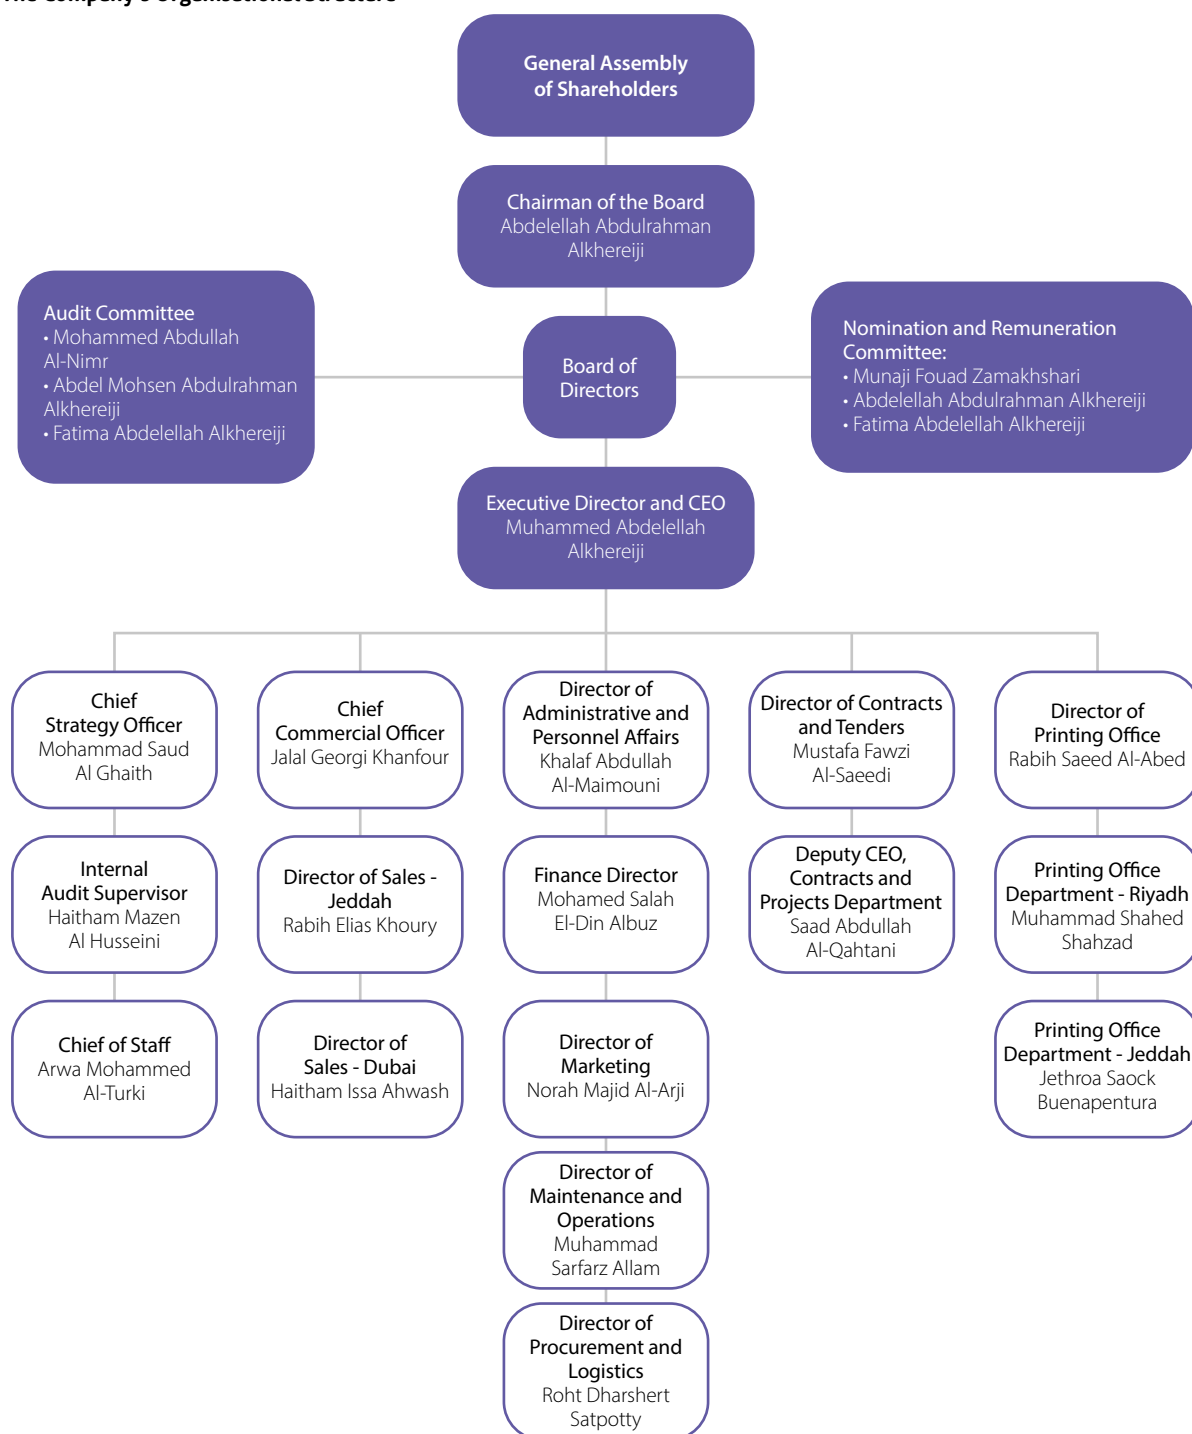 The Company's Organisational Structure
General Assembly
of Shareholders
Chairman of the Board
Abdelellah Abdulrahman
Alkhereiji
Audit Committee
• Mohammed Abdullah
Al-Nimr
• Abdel Mohsen Abdulrahman
Alkhereiji
• Fatima Abdelellah Alkhereiji
Board of
Directors
Nomination and Remuneration
Committee:
• Munaji Fouad Zamakhshari
• Abdelellah Abdulrahman Alkhereiji
• Fatima Abdelellah Alkhereiji
Executive Director and CEO
Muhammed Abdelellah
Alkhereiji
Chief
Strategy Officer
Mohammad Saud
Al Ghaith
Chief
Commercial Officer
Jalal Georgi Khanfour
Director of
Administrative and
Personnel Affairs
Khalaf Abdullah
Al-Maimouni
Director of Contracts
and Tenders
Mustafa Fawzi
Al-Saeedi
Director of
Printing Office
Rabih Saeed Al-Abed
Internal
Audit Supervisor
Haitham Mazen
Al Husseini
Director of Sales -
Jeddah
Rabih Elias Khoury
Finance Director
Mohamed Salah
El-Din Albuz
Deputy CEO,
Contracts and
Projects Department
Saad Abdullah
Al-Qahtani
Printing Office
Department - Riyadh
Muhammad Shahed
Shahzad
Chief of Staff
Arwa Mohammed
Al-Turki
Director of
Sales - Dubai
Haitham Issa Ahwash
Director of
Marketing
Norah Majid Al-Arji
Printing Office
Department - Jeddah
Jethroa Saock
Buenapentura
Director of
Maintenance and
Operations
Muhammad
Sarfarz Allam
Director of
Procurement and
Logistics
Roht Dharshert
Satpotty